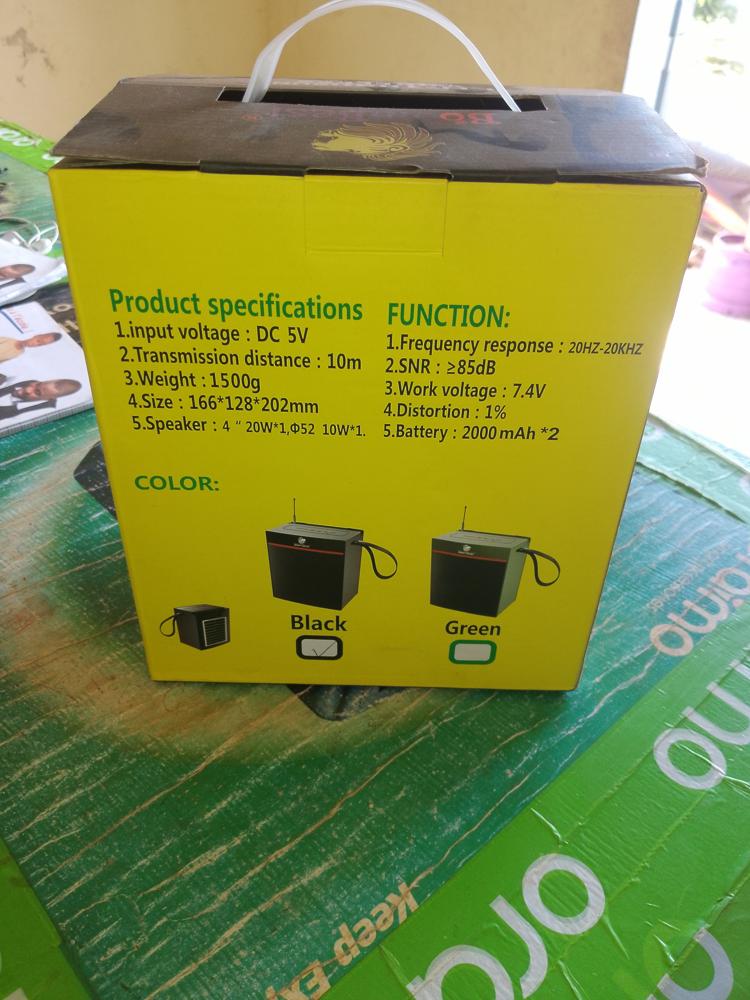 Product specifications
1.input voltage : DC 5V
2.Transmission distance : 10m
3.Weight : 1500g
4.Size : 166*128*202mm
5.Speaker : 4 " 20W*1,Φ52 10W*1.
FUNCTION:
1.Frequency response : 20HZ-20KHZ
2.SNR : ≥85dB
3.Work voltage : 7.4V
4.Distortion : 1%
5.Battery : 2000mAh *2
COLOR:
Black
Green
Keep